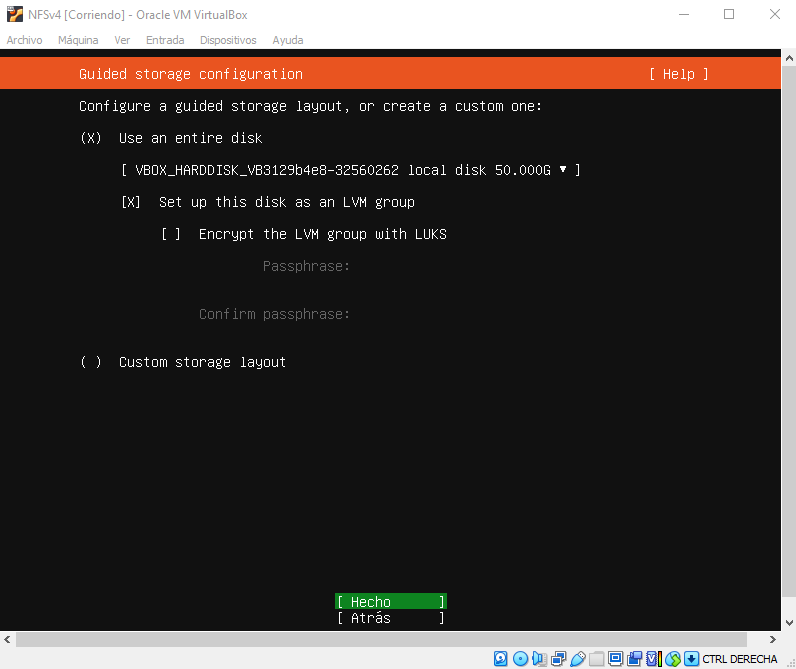 NFSv4 [Corriendo] - Oracle VM VirtualBox
Archivo Máquina Ver Entrada Dispositivos Ayuda
Guided storage configuration [ Help ]
Configure a guided storage layout, or create a custom one:
(X) Use an entire disk
[ VBOX_HARDDISK_VB3129b4e8-32560262 local disk 50.000G ▾ ]
[X] Set up this disk as an LVM group
[ ] Encrypt the LVM group with LUKS
Passphrase:
Confirm passphrase:
( ) Custom storage layout
[ Hecho ]
[ Atrás ]
CTRL DERECHA